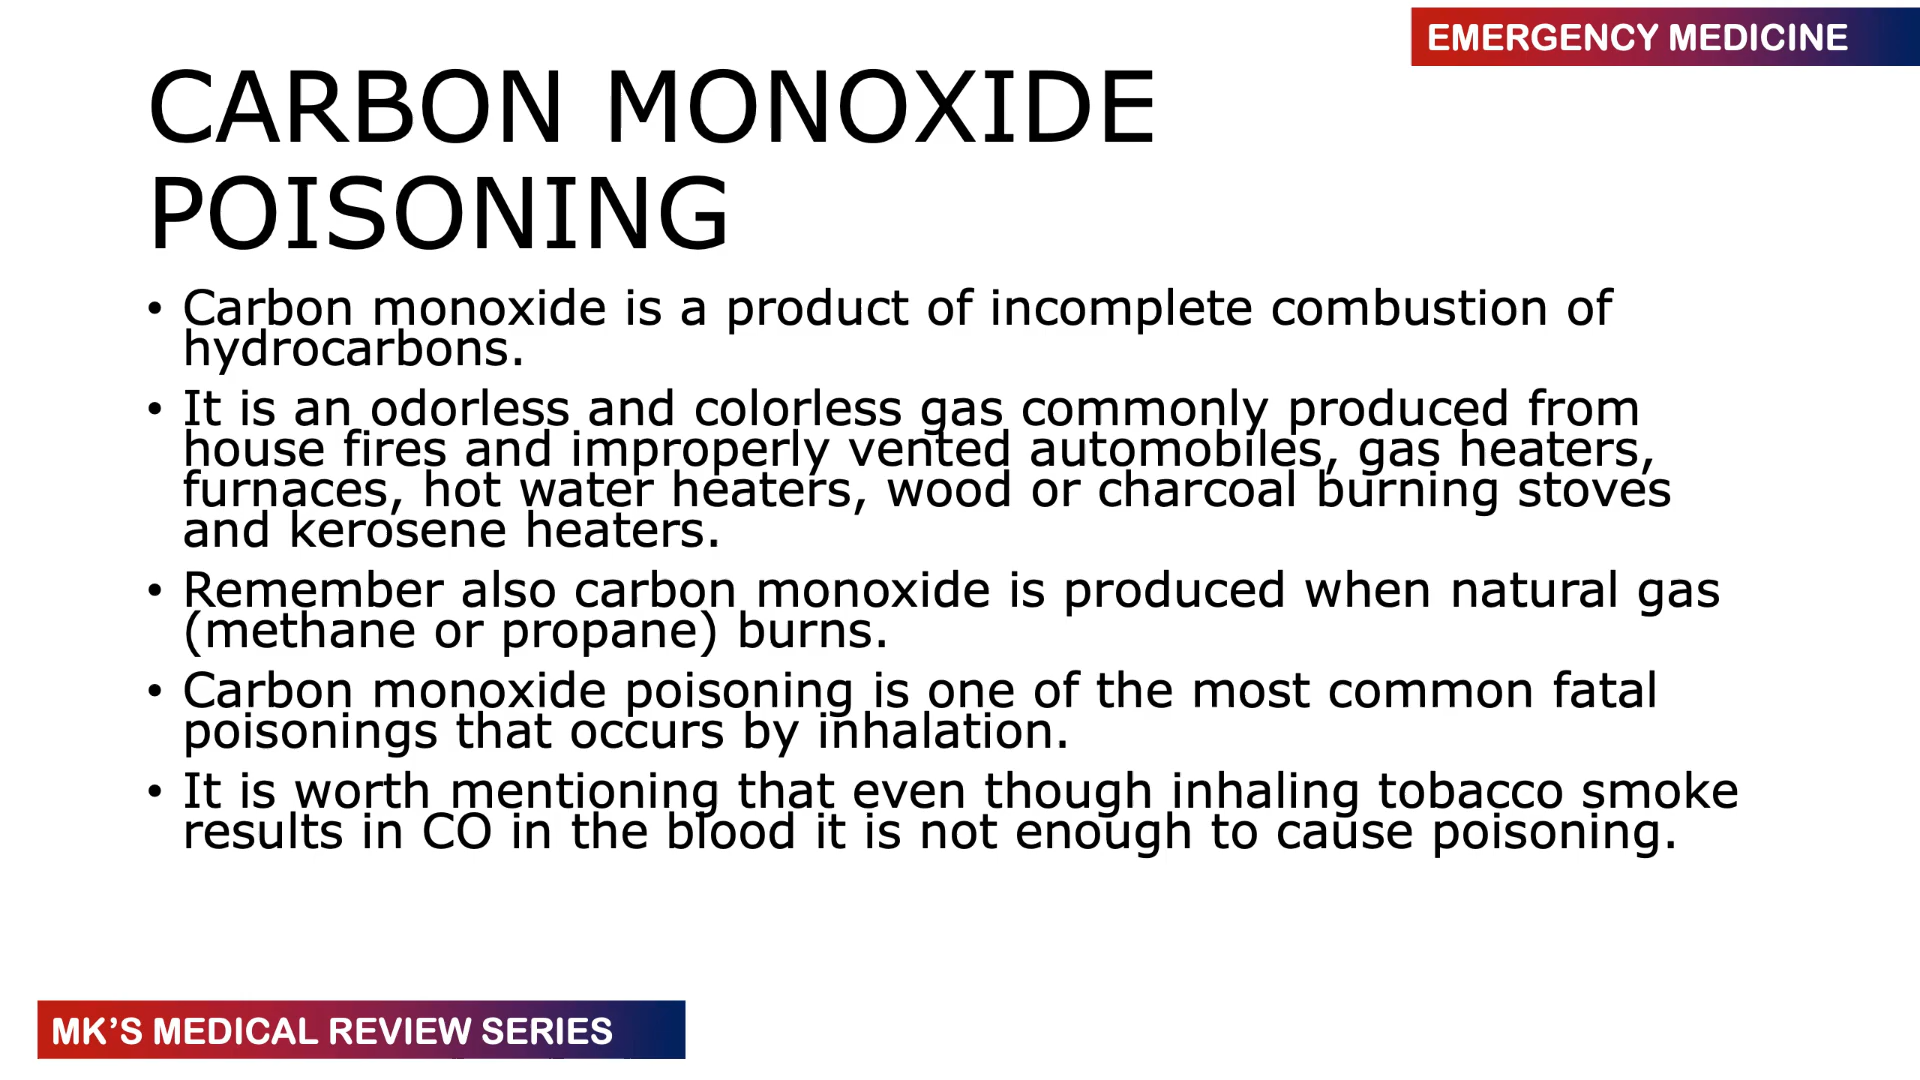 EMERGENCY MEDICINE
CARBON MONOXIDE
POISONING
• Carbon monoxide is a product of incomplete combustion of
hydrocarbons.
• It is an odorless and colorless gas commonly produced from
house fires and improperly vented automobiles, gas heaters,
furnaces, hot water heaters, wood or charcoal burning stoves
and kerosene heaters.
• Remember also carbon monoxide is produced when natural gas
(methane or propane) burns.
• Carbon monoxide poisoning is one of the most common fatal
poisonings that occurs by inhalation.
• It is worth mentioning that even though inhaling tobacco smoke
results in CO in the blood it is not enough to cause poisoning.
MK’S MEDICAL REVIEW SERIES